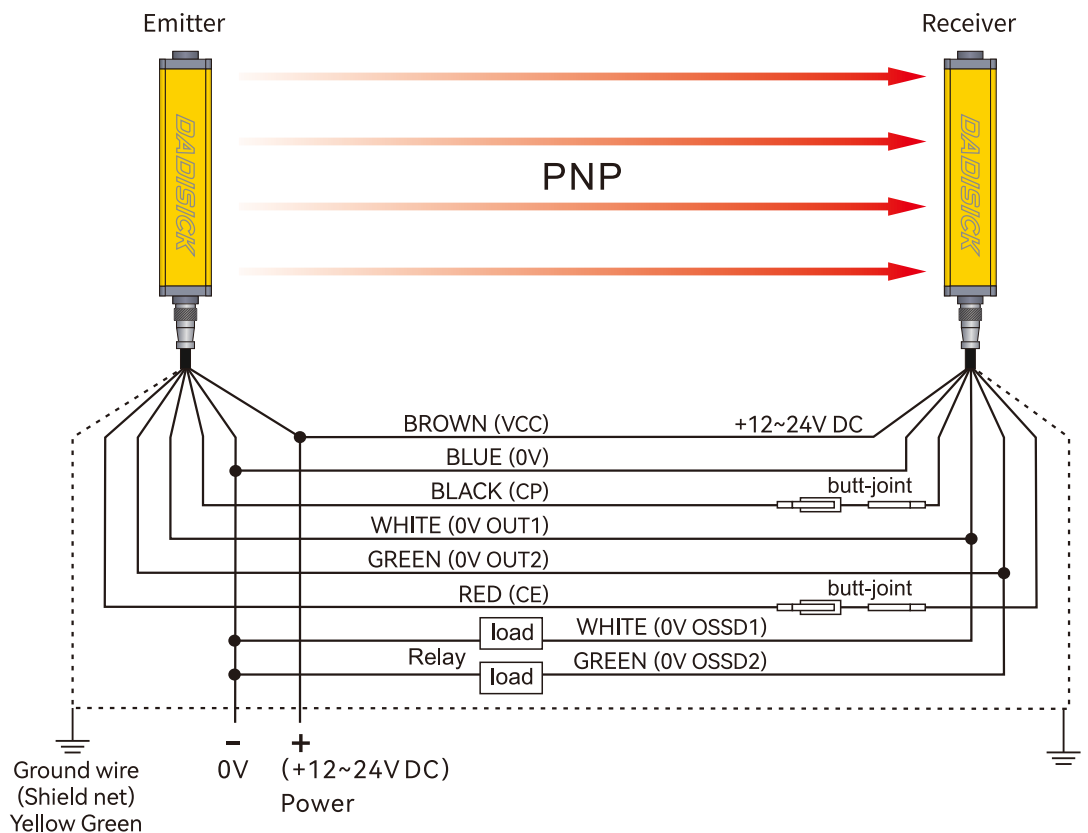 Emitter
Receiver
DADISICK
DADISICK
PNP
BROWN (VCC)
+12~24V DC
BLUE (0V)
BLACK (CP)
butt-joint
WHITE (0V OUT1)
GREEN (0V OUT2)
RED (CE)
butt-joint
load
WHITE (0V OSSD1)
Relay
load
GREEN (0V OSSD2)
- +
0V
(+12~24V DC)
Power
Ground wire
(Shield net)
Yellow Green